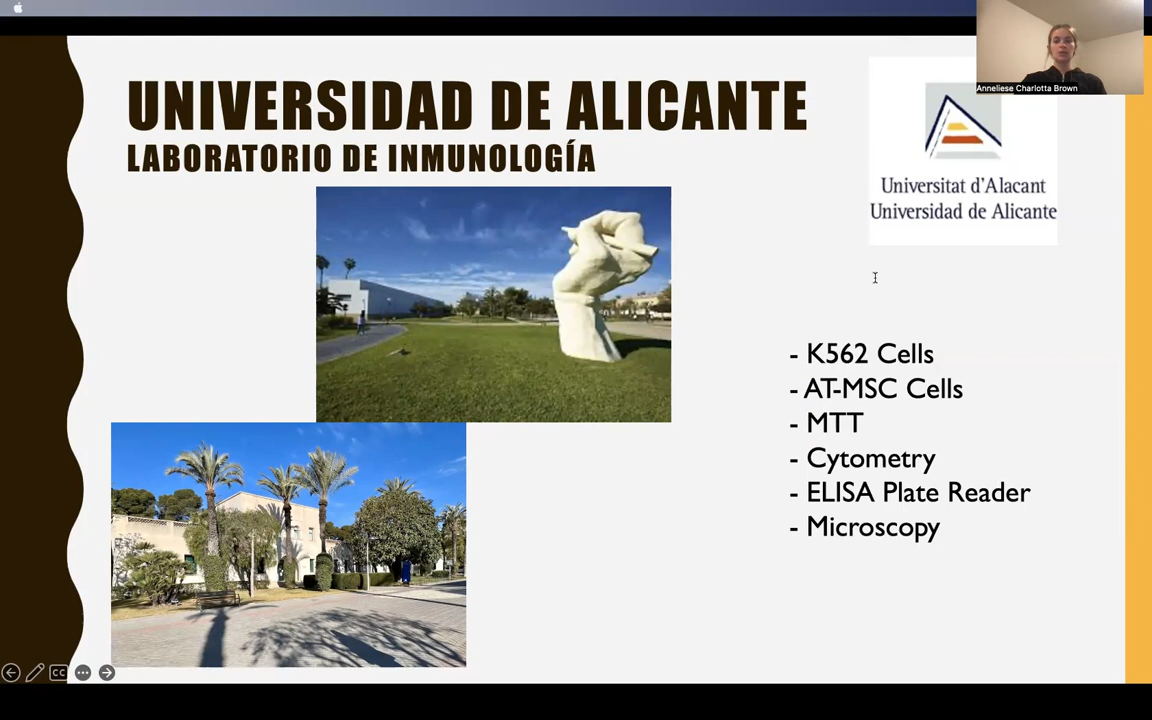 UNIVERSIDAD DE ALICANTE
LABORATORIO DE INMUNOLOGÍA
Anneliese Charlotta Brown
Universitat d'Alacant
Universidad de Alicante
- K562 Cells
- AT-MSC Cells
- MTT
- Cytometry
- ELISA Plate Reader
- Microscopy
CC